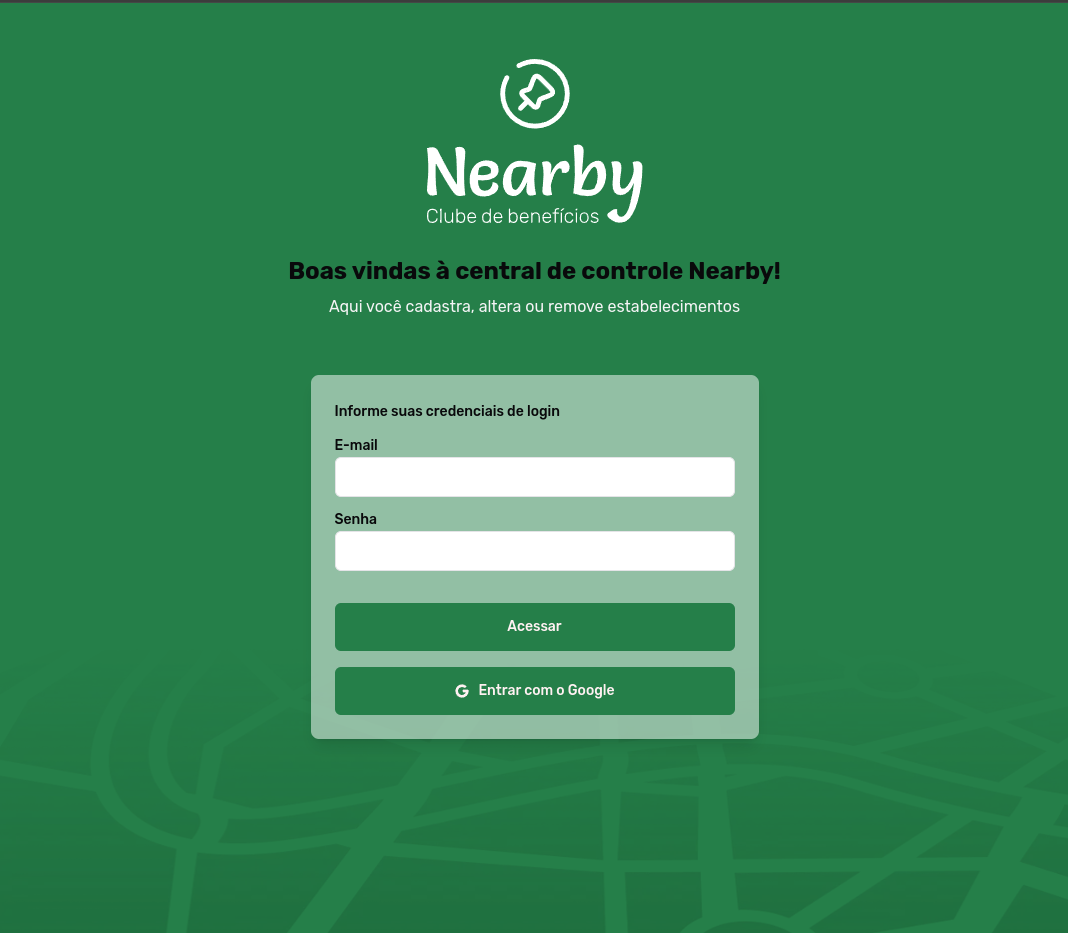 Nearby
Clube de benefícios
Boas vindas à central de controle Nearby!
Aqui você cadastra, altera ou remove estabelecimentos
Informe suas credenciais de login
E-mail
Senha
Acessar
Entrar com o Google